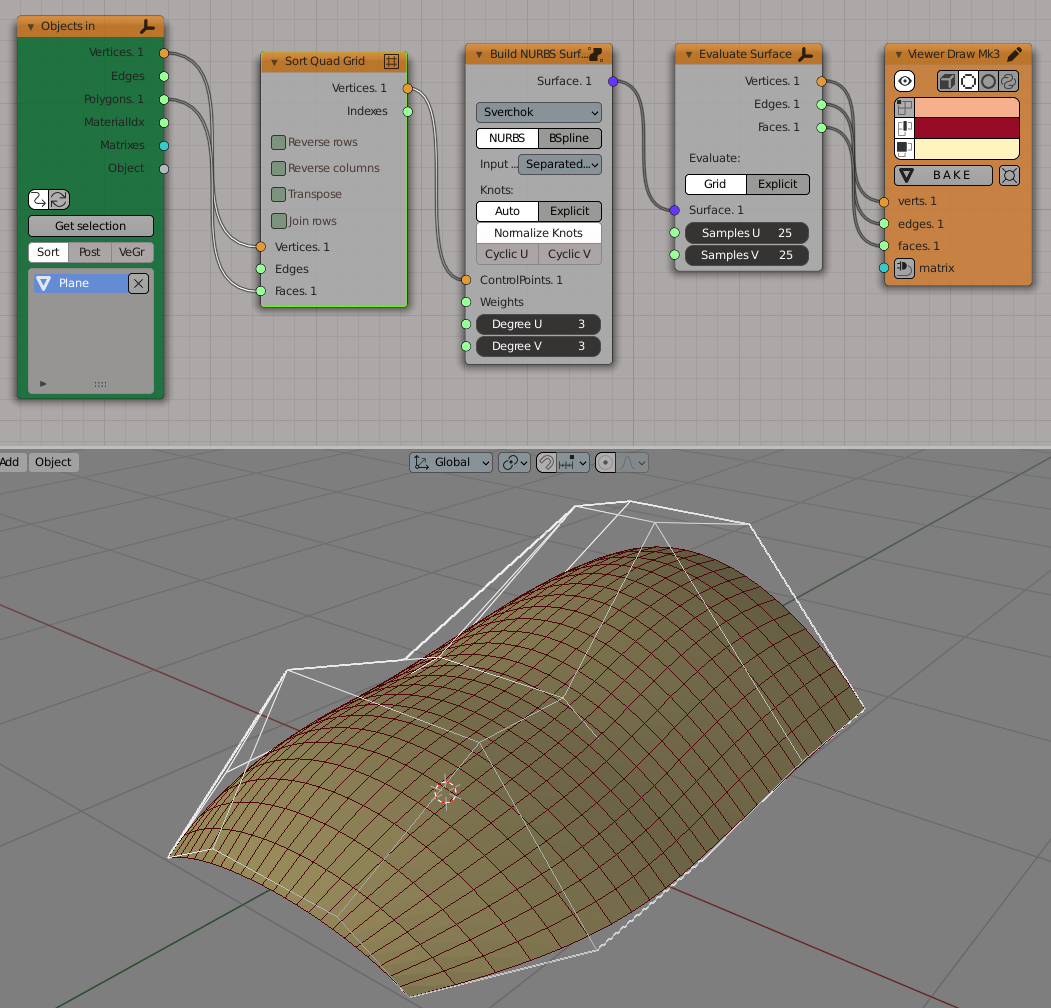 Objects in
Vertices. 1
Edges
Polygons. 1
MaterialIdx
Matrixes
Object
Get selection
Sort Post VeGr
Plane
Sort Quad Grid
Vertices. 1
Indexes
Reverse rows
Reverse columns
Transpose
Join rows
Vertices. 1
Edges
Faces. 1
Build NURBS Surf...
Surface. 1
Sverchok
NURBS BSpline
Input ... Separated...
Knots:
Auto Explicit
Normalize Knots
Cyclic U Cyclic V
ControlPoints. 1
Weights
Degree U 3
Degree V 3
Evaluate Surface
Vertices. 1
Edges. 1
Faces. 1
Evaluate:
Grid Explicit
Surface. 1
Samples U 25
Samples V 25
Viewer Draw Mk3
BAKE
verts. 1
edges. 1
faces. 1
matrix
Add Object Global